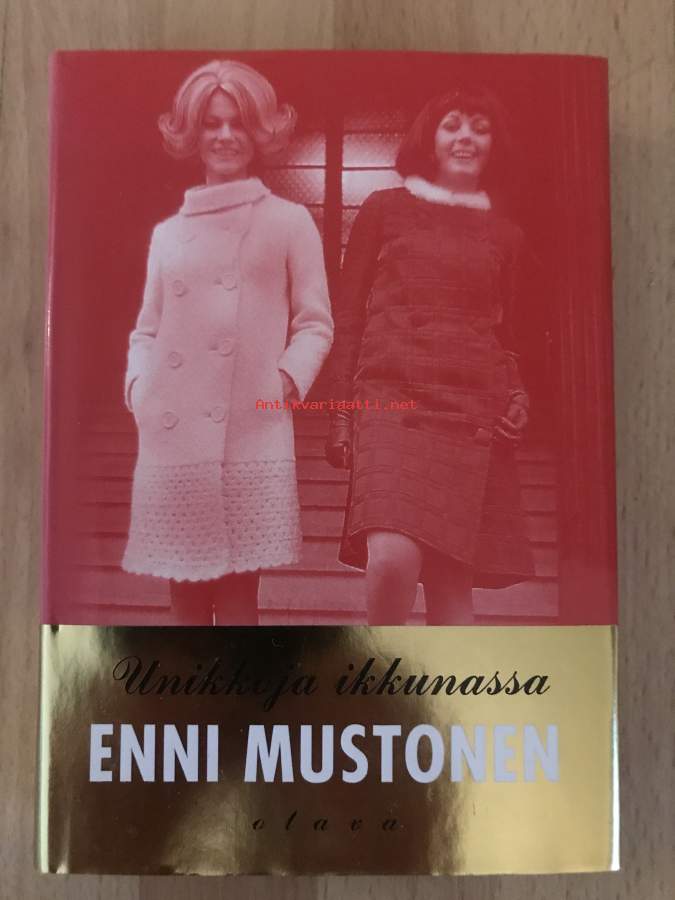 Antikvariaatti.net
Unikkoja ikkunassa
ENNI MUSTONEN
otava